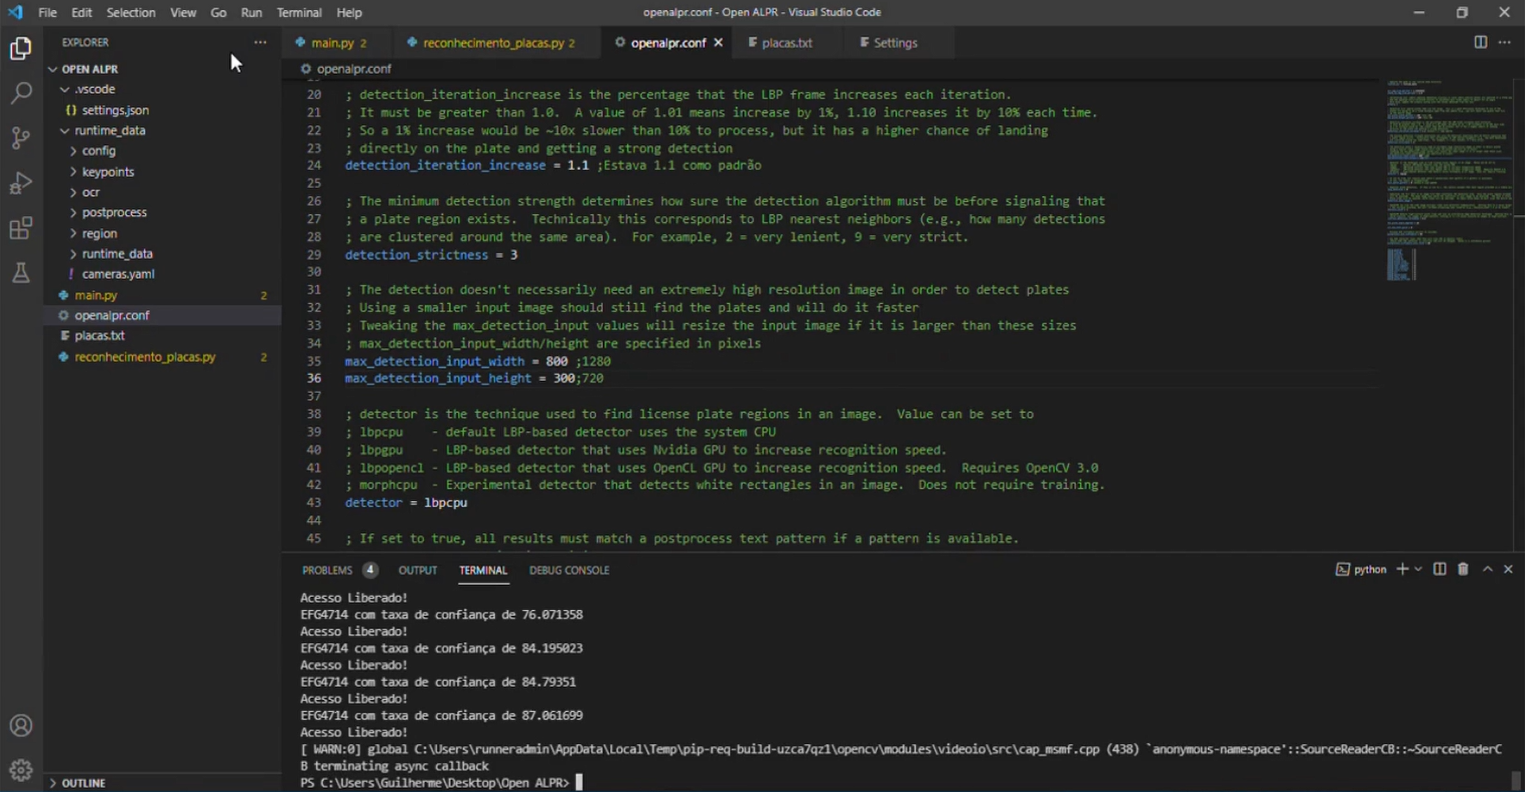 File Edit Selection View Go Run Terminal Help openalpr.conf - Open ALPR - Visual Studio Code
EXPLORER ···
OPEN ALPR
.vscode
{} settings.json
runtime_data
config
keypoints
ocr
postprocess
region
runtime_data
! cameras.yaml
main.py 2
openalpr.conf
placas.txt
reconhecimento_placas.py 2
OUTLINE
main.py 2 reconhecimento_placas.py 2 openalpr.conf placas.txt Settings
openalpr.conf
20 ; detection_iteration_increase is the percentage that the LBP frame increases each iteration.
21 ; It must be greater than 1.0. A value of 1.01 means increase by 1%, 1.10 increases it by 10% each time.
22 ; So a 1% increase would be ~10x slower than 10% to process, but it has a higher chance of landing
23 ; directly on the plate and getting a strong detection
24 detection_iteration_increase = 1.1 ;Estava 1.1 como padrão
25
26 ; The minimum detection strength determines how sure the detection algorithm must be before signaling that
27 ; a plate region exists. Technically this corresponds to LBP nearest neighbors (e.g., how many detections
28 ; are clustered around the same area). For example, 2 = very lenient, 9 = very strict.
29 detection_strictness = 3
30
31 ; The detection doesn't necessarily need an extremely high resolution image in order to detect plates
32 ; Using a smaller input image should still find the plates and will do it faster
33 ; Tweaking the max_detection_input values will resize the input image if it is larger than these sizes
34 ; max_detection_input_width/height are specified in pixels
35 max_detection_input_width = 800 ;1280
36 max_detection_input_height = 300;720
37
38 ; detector is the technique used to find license plate regions in an image. Value can be set to
39 ; lbpcpu - default LBP-based detector uses the system CPU
40 ; lbpgpu - LBP-based detector that uses Nvidia GPU to increase recognition speed.
41 ; lbpopencl - LBP-based detector that uses OpenCL GPU to increase recognition speed. Requires OpenCV 3.0
42 ; morphcpu - Experimental detector that detects white rectangles in an image. Does not require training.
43 detector = lbpcpu
44
45 ; If set to true, all results must match a postprocess text pattern if a pattern is available.
PROBLEMS 4 OUTPUT TERMINAL DEBUG CONSOLE python
Acesso Liberado!
EFG4714 com taxa de confiança de 76.071358
Acesso Liberado!
EFG4714 com taxa de confiança de 84.195023
Acesso Liberado!
EFG4714 com taxa de confiança de 84.79351
Acesso Liberado!
EFG4714 com taxa de confiança de 87.061699
Acesso Liberado!
[ WARN:0] global C:\Users\runneradmin\AppData\Local\Temp\pip-req-build-uzca7qz1\opencv\modules\videoio\src\cap_msmf.cpp (438) `anonymous-namespace'::SourceReaderCB::~SourceReaderC
B terminating async callback
PS C:\Users\Guilherme\Desktop\Open ALPR>